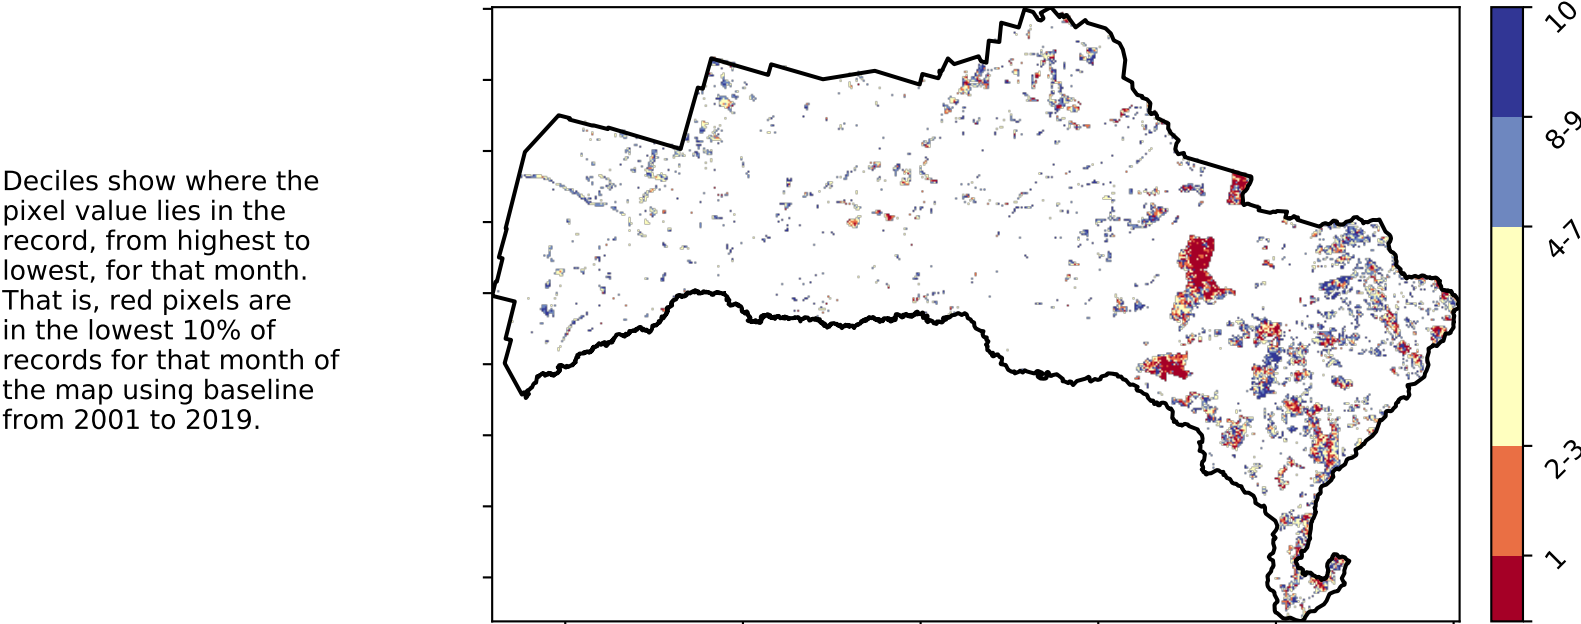 Deciles show where the
pixel value lies in the
record, from highest to
lowest, for that month.
That is, red pixels are
in the lowest 10% of
records for that month of
the map using baseline
from 2001 to 2019.
10
8-9
4-7
2-3
1